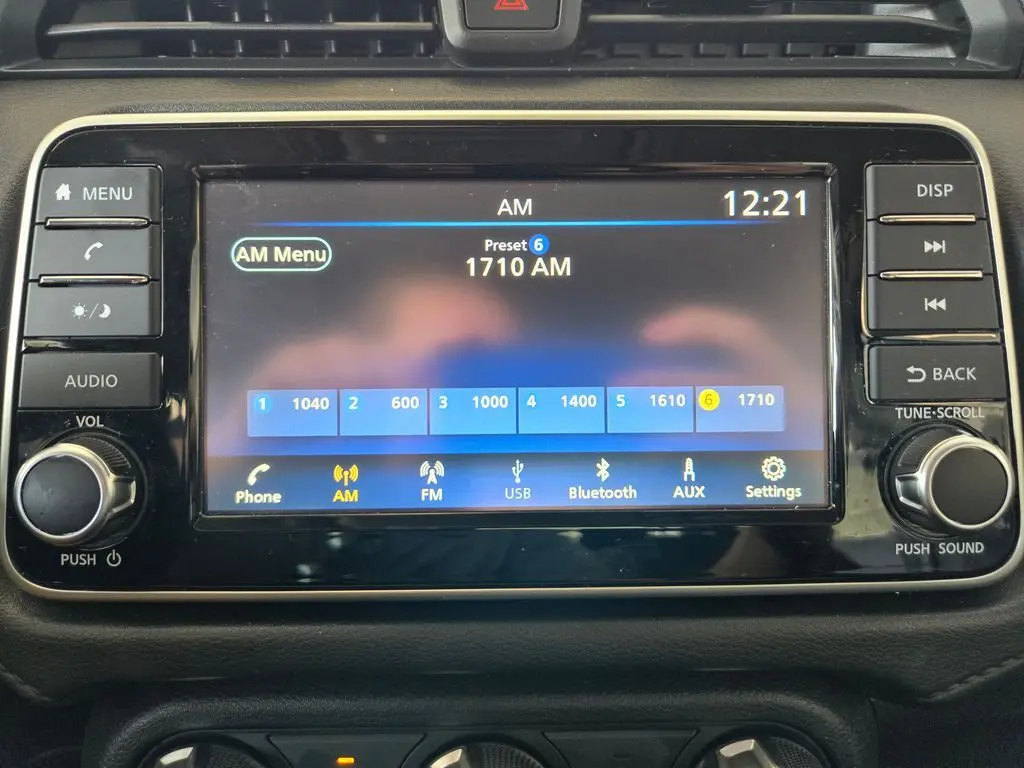 MENU
AUDIO
VOL
PUSH
AM
12:21
AM Menu
Preset 6
1710 AM
1 1040
2 600
3 1000
4 1400
5 1610
6 1710
Phone
AM
FM
USB
Bluetooth
AUX
Settings
DISP
BACK
TUNE·SCROLL
PUSH SOUND